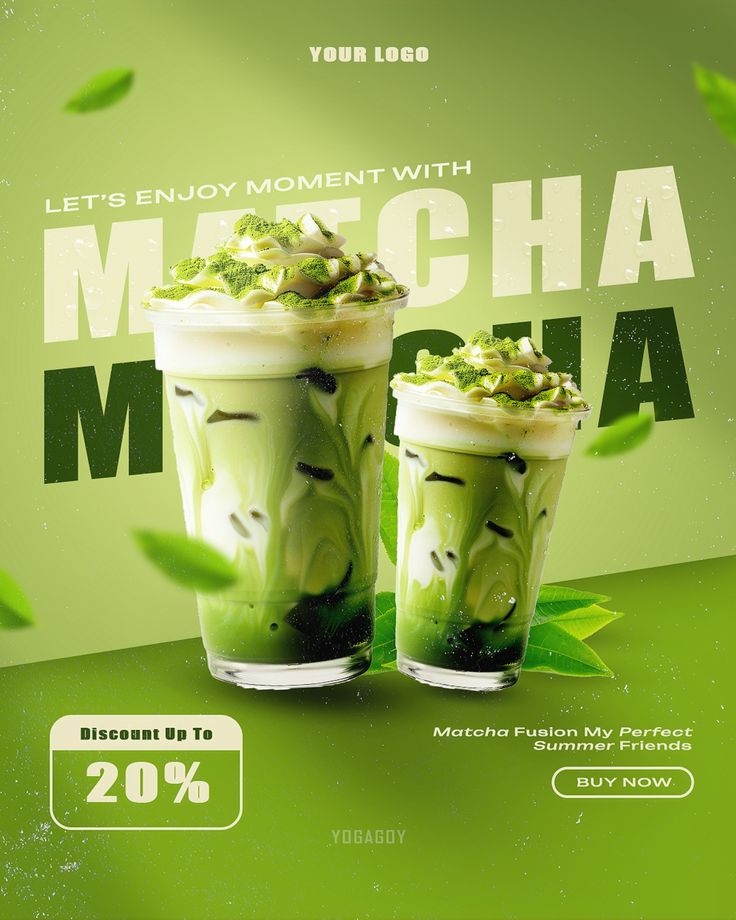 YOUR LOGO
LET'S ENJOY MOMENT WITH
MATCHA
MATCHA
Discount Up To
20%
Matcha Fusion My Perfect
Summer Friends
BUY NOW
YOGAGOY